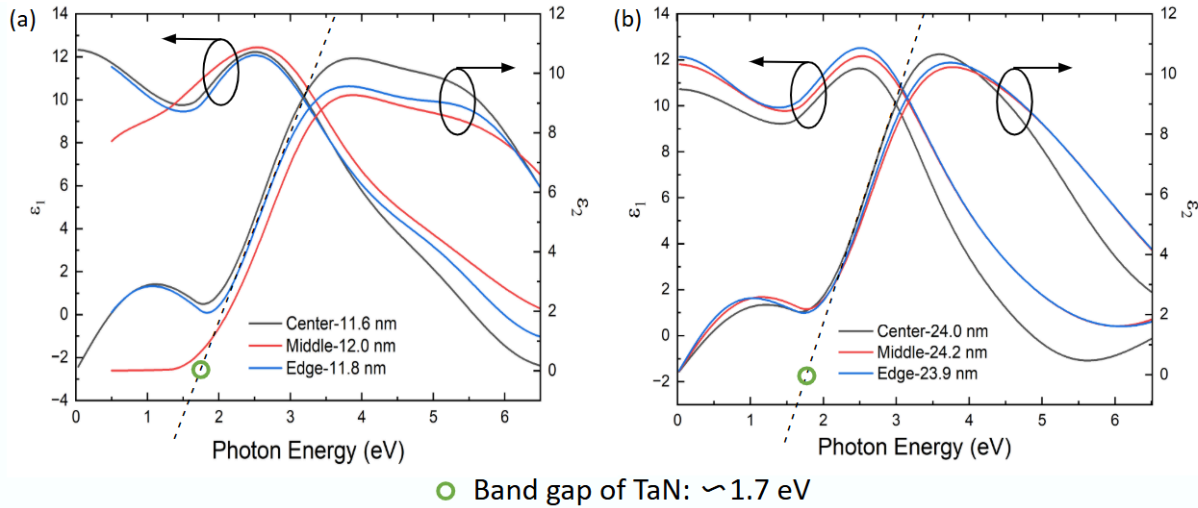 (a)
14
12
10
8
6
4
2
0
-2
-4
ε₁
12
10
8
6
4
2
0
ε₂
Center-11.6 nm
Middle-12.0 nm
Edge-11.8 nm
0 1 2 3 4 5 6
Photon Energy (eV)
(b)
14
12
10
8
6
4
2
0
−2
ε₁
12
10
8
6
4
2
0
ε₂
Center-24.0 nm
Middle-24.2 nm
Edge-23.9 nm
0 1 2 3 4 5 6
Photon Energy (eV)
Band gap of TaN: ∽1.7 eV